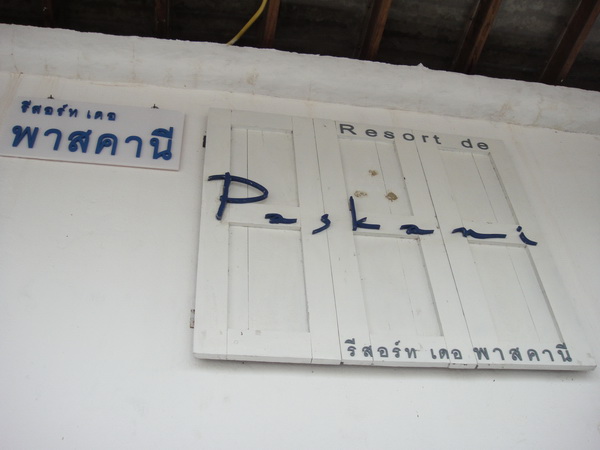 รีสอร์ท เดอ
พาสคานี
Resort de
Paskani
รีสอร์ท เดอ พาสคานี